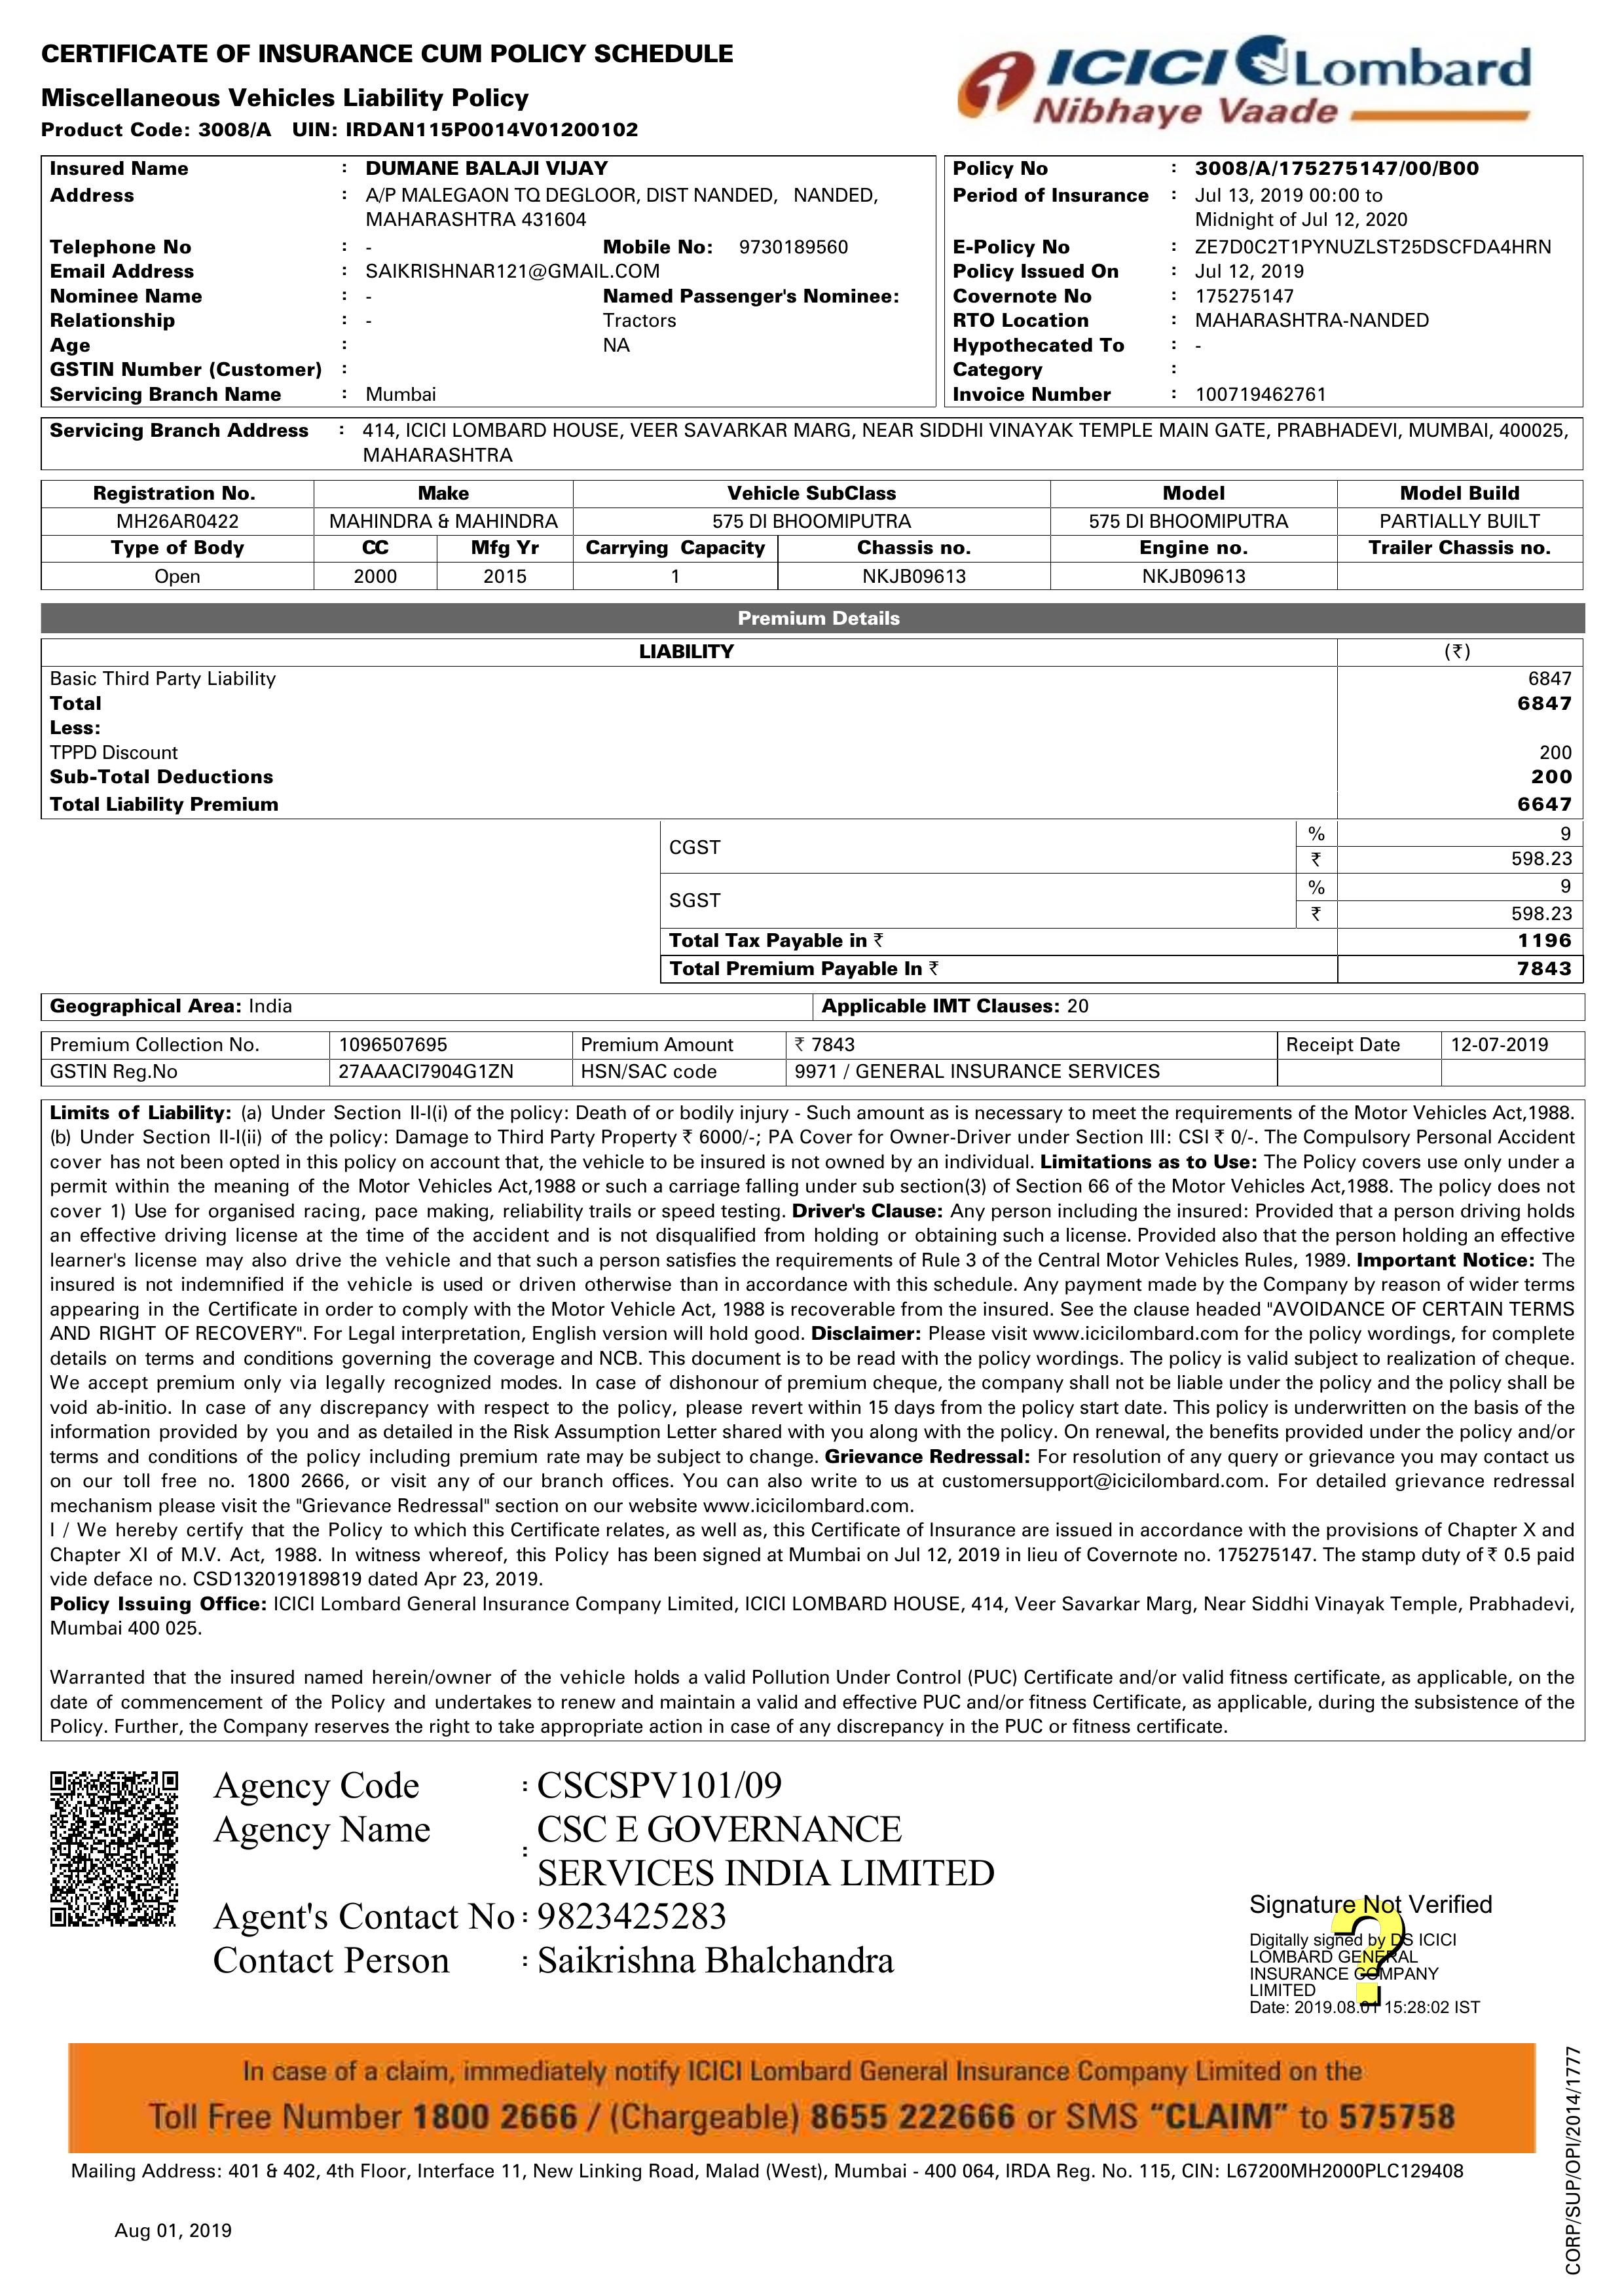 CERTIFICATE OF INSURANCE CUM POLICY SCHEDULE
Miscellaneous Vehicles Liability Policy
Product Code: 3008/A UIN: IRDAN115P0014V01200102
ICICI Lombard
Nibhaye Vaade
Insured Name : DUMANE BALAJI VIJAY
Address : A/P MALEGAON TQ DEGLOOR, DIST NANDED, NANDED,
MAHARASHTRA 431604
Telephone No : - Mobile No: 9730189560
Email Address : SAIKRISHNAR121@GMAIL.COM
Nominee Name : - Named Passenger's Nominee:
Relationship : - Tractors
Age : NA
GSTIN Number (Customer) :
Servicing Branch Name : Mumbai
Policy No : 3008/A/175275147/00/B00
Period of Insurance : Jul 13, 2019 00:00 to
Midnight of Jul 12, 2020
E-Policy No : ZE7D0C2T1PYNUZLST25DSCFDA4HRN
Policy Issued On : Jul 12, 2019
Covernote No : 175275147
RTO Location : MAHARASHTRA-NANDED
Hypothecated To : -
Category :
Invoice Number : 100719462761
Servicing Branch Address : 414, ICICI LOMBARD HOUSE, VEER SAVARKAR MARG, NEAR SIDDHI VINAYAK TEMPLE MAIN GATE, PRABHADEVI, MUMBAI, 400025,
MAHARASHTRA
Registration No. Make Vehicle SubClass Model Model Build
MH26AR0422 MAHINDRA & MAHINDRA 575 DI BHOOMIPUTRA 575 DI BHOOMIPUTRA PARTIALLY BUILT
Type of Body CC Mfg Yr Carrying Capacity Chassis no. Engine no. Trailer Chassis no.
Open 2000 2015 1 NKJB09613 NKJB09613
Premium Details
LIABILITY (₹)
Basic Third Party Liability 6847
Total 6847
Less:
TPPD Discount 200
Sub-Total Deductions 200
Total Liability Premium 6647
CGST % 9
₹ 598.23
SGST % 9
₹ 598.23
Total Tax Payable in ₹ 1196
Total Premium Payable In ₹ 7843
Geographical Area: India Applicable IMT Clauses: 20
Premium Collection No. 1096507695 Premium Amount ₹ 7843 Receipt Date 12-07-2019
GSTIN Reg.No 27AAACI7904G1ZN HSN/SAC code 9971 / GENERAL INSURANCE SERVICES
Limits of Liability: (a) Under Section II-I(i) of the policy: Death of or bodily injury - Such amount as is necessary to meet the requirements of the Motor Vehicles Act,1988.
(b) Under Section II-I(ii) of the policy: Damage to Third Party Property ₹ 6000/-; PA Cover for Owner-Driver under Section III: CSI ₹ 0/-. The Compulsory Personal Accident
cover has not been opted in this policy on account that, the vehicle to be insured is not owned by an individual. Limitations as to Use: The Policy covers use only under a
permit within the meaning of the Motor Vehicles Act,1988 or such a carriage falling under sub section(3) of Section 66 of the Motor Vehicles Act,1988. The policy does not
cover 1) Use for organised racing, pace making, reliability trails or speed testing. Driver's Clause: Any person including the insured: Provided that a person driving holds
an effective driving license at the time of the accident and is not disqualified from holding or obtaining such a license. Provided also that the person holding an effective
learner's license may also drive the vehicle and that such a person satisfies the requirements of Rule 3 of the Central Motor Vehicles Rules, 1989. Important Notice: The
insured is not indemnified if the vehicle is used or driven otherwise than in accordance with this schedule. Any payment made by the Company by reason of wider terms
appearing in the Certificate in order to comply with the Motor Vehicle Act, 1988 is recoverable from the insured. See the clause headed "AVOIDANCE OF CERTAIN TERMS
AND RIGHT OF RECOVERY". For Legal interpretation, English version will hold good. Disclaimer: Please visit www.icicilombard.com for the policy wordings, for complete
details on terms and conditions governing the coverage and NCB. This document is to be read with the policy wordings. The policy is valid subject to realization of cheque.
We accept premium only via legally recognized modes. In case of dishonour of premium cheque, the company shall not be liable under the policy and the policy shall be
void ab-initio. In case of any discrepancy with respect to the policy, please revert within 15 days from the policy start date. This policy is underwritten on the basis of the
information provided by you and as detailed in the Risk Assumption Letter shared with you along with the policy. On renewal, the benefits provided under the policy and/or
terms and conditions of the policy including premium rate may be subject to change. Grievance Redressal: For resolution of any query or grievance you may contact us
on our toll free no. 1800 2666, or visit any of our branch offices. You can also write to us at customersupport@icicilombard.com. For detailed grievance redressal
mechanism please visit the "Grievance Redressal" section on our website www.icicilombard.com.
I / We hereby certify that the Policy to which this Certificate relates, as well as, this Certificate of Insurance are issued in accordance with the provisions of Chapter X and
Chapter XI of M.V. Act, 1988. In witness whereof, this Policy has been signed at Mumbai on Jul 12, 2019 in lieu of Covernote no. 175275147. The stamp duty of ₹ 0.5 paid
vide deface no. CSD132019189819 dated Apr 23, 2019.
Policy Issuing Office: ICICI Lombard General Insurance Company Limited, ICICI LOMBARD HOUSE, 414, Veer Savarkar Marg, Near Siddhi Vinayak Temple, Prabhadevi,
Mumbai 400 025.
Warranted that the insured named herein/owner of the vehicle holds a valid Pollution Under Control (PUC) Certificate and/or valid fitness certificate, as applicable, on the
date of commencement of the Policy and undertakes to renew and maintain a valid and effective PUC and/or fitness Certificate, as applicable, during the subsistence of the
Policy. Further, the Company reserves the right to take appropriate action in case of any discrepancy in the PUC or fitness certificate.
Agency Code : CSCSPV101/09
Agency Name : CSC E GOVERNANCE
SERVICES INDIA LIMITED
Agent's Contact No : 9823425283
Contact Person : Saikrishna Bhalchandra
Signature Not Verified
Digitally signed by DS ICICI
LOMBARD GENERAL
INSURANCE COMPANY
LIMITED
Date: 2019.08.01 15:28:02 IST
In case of a claim, immediately notify ICICI Lombard General Insurance Company Limited on the
Toll Free Number 1800 2666 / (Chargeable) 8655 222666 or SMS “CLAIM” to 575758
Mailing Address: 401 & 402, 4th Floor, Interface 11, New Linking Road, Malad (West), Mumbai - 400 064, IRDA Reg. No. 115, CIN: L67200MH2000PLC129408
CORP/SUP/OPI/2014/1777
Aug 01, 2019